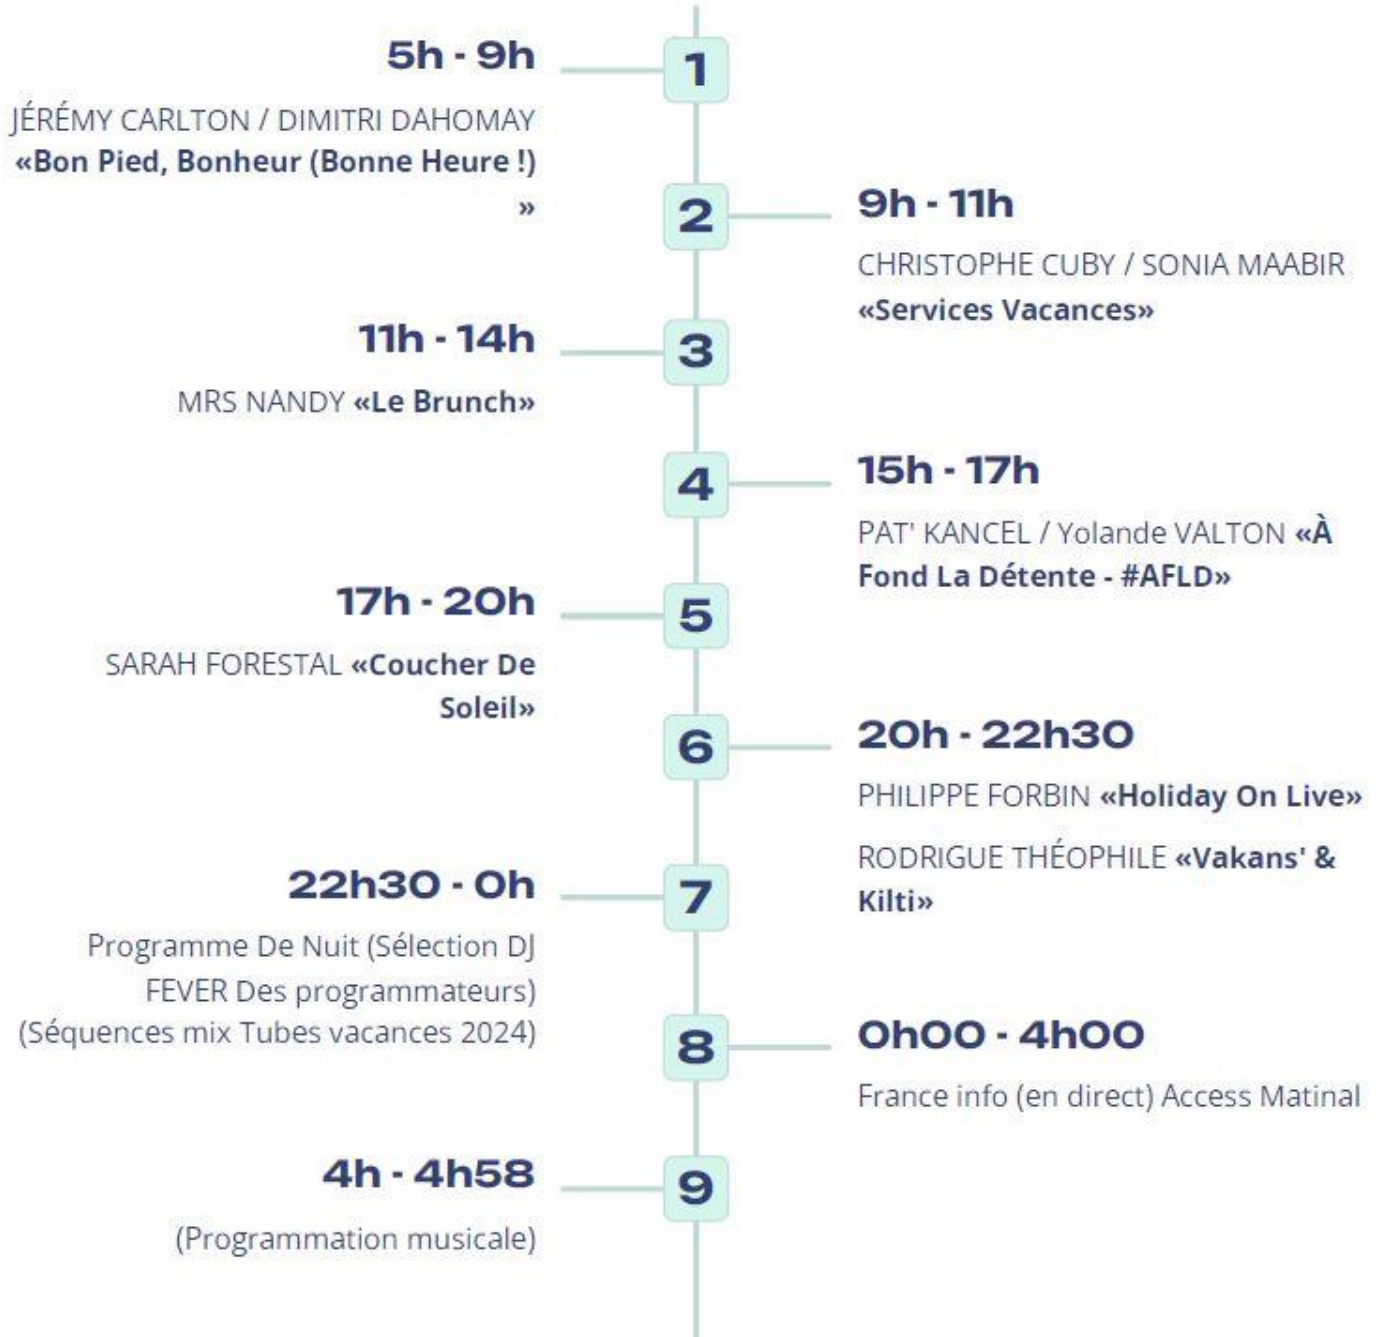 5h - 9h
1
JÉRÉMY CARLTON / DIMITRI DAHOMAY
«Bon Pied, Bonheur (Bonne Heure !)
»
2
9h - 11h
CHRISTOPHE CUBY / SONIA MAABIR
«Services Vacances»
11h - 14h
3
MRS NANDY «Le Brunch»
4
15h - 17h
PAT' KANCEL / Yolande VALTON «À
Fond La Détente - #AFLD»
17h - 20h
5
SARAH FORESTAL «Coucher De
Soleil»
6
20h - 22h30
PHILIPPE FORBIN «Holiday On Live»
RODRIGUE THÉOPHILE «Vakans' &
Kilti»
22h30 - 0h
7
Programme De Nuit (Sélection DJ
FEVER Des programmateurs)
(Séquences mix Tubes vacances 2024)
8
0h00 - 4h00
France info (en direct) Access Matinal
4h - 4h58
9
(Programmation musicale)